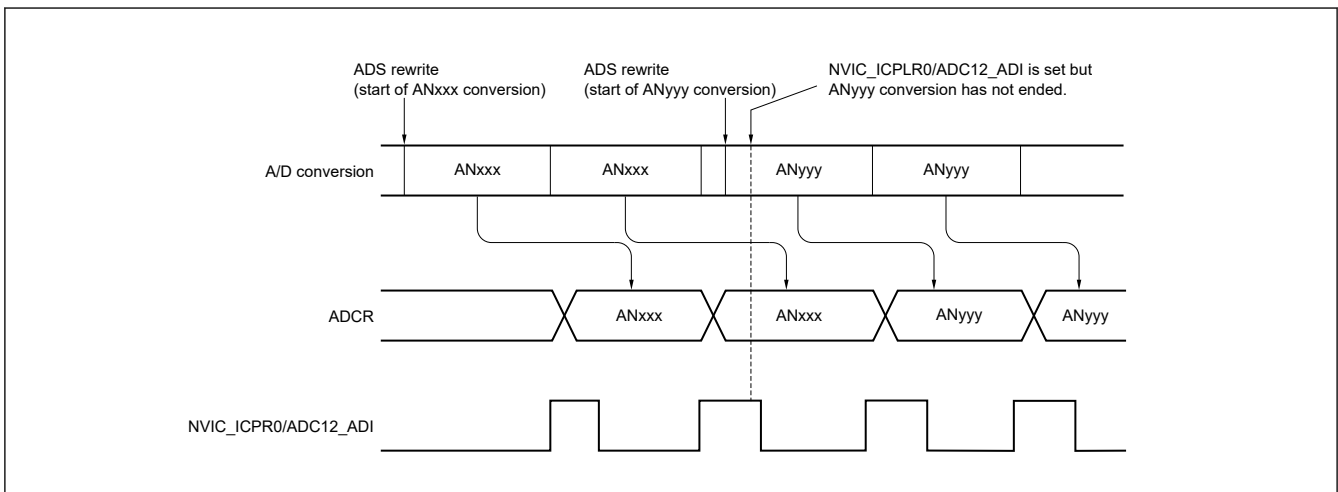 ADS rewrite
(start of ANxxx conversion)
ADS rewrite
(start of ANyyy conversion)
NVIC_ICPLR0/ADC12_ADI is set but
ANyyy conversion has not ended.
A/D conversion
ANxxx
ANxxx
ANyyy
ANyyy
ADCR
ANxxx
ANxxx
ANyyy
ANyyy
NVIC_ICPR0/ADC12_ADI